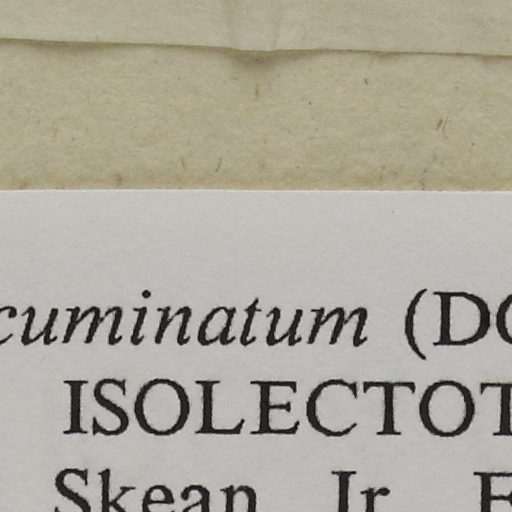 cuminatum (DC
ISOLECTOT
Skean, Jr. F